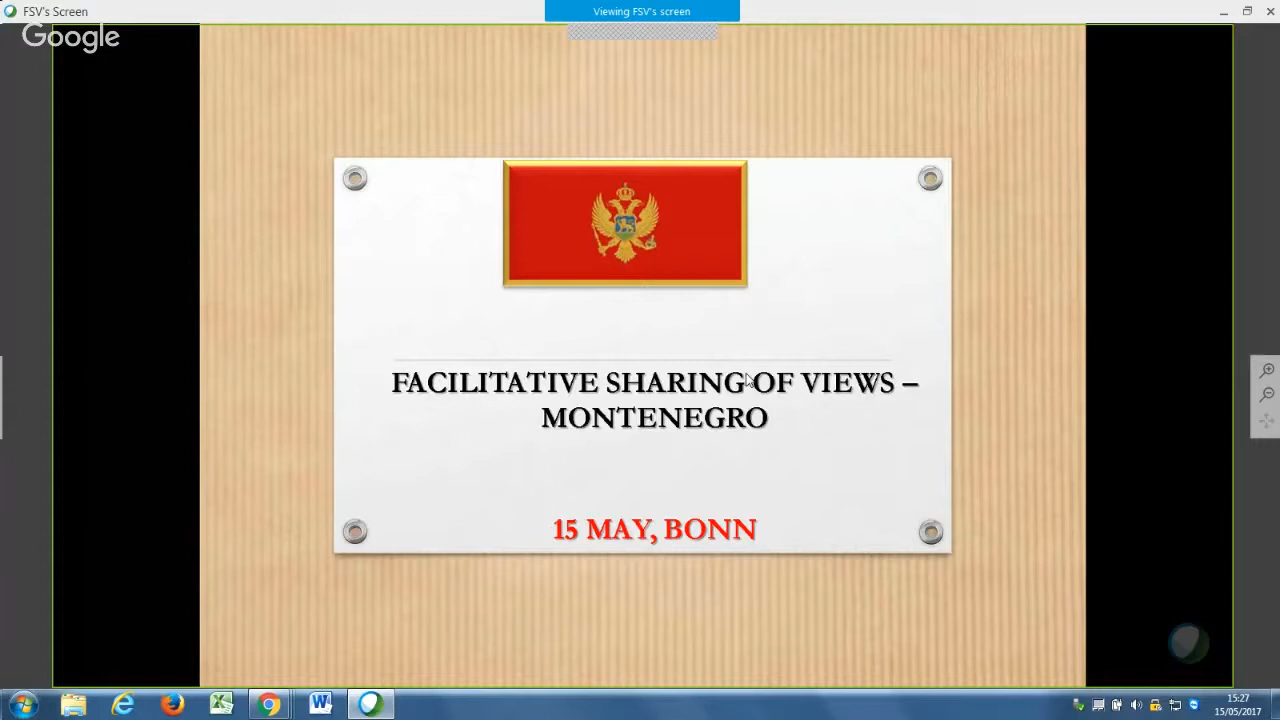 FSV's Screen
Viewing FSV's screen
Google
FACILITATIVE SHARING OF VIEWS –
MONTENEGRO
15 MAY, BONN
15:27
15/05/2017